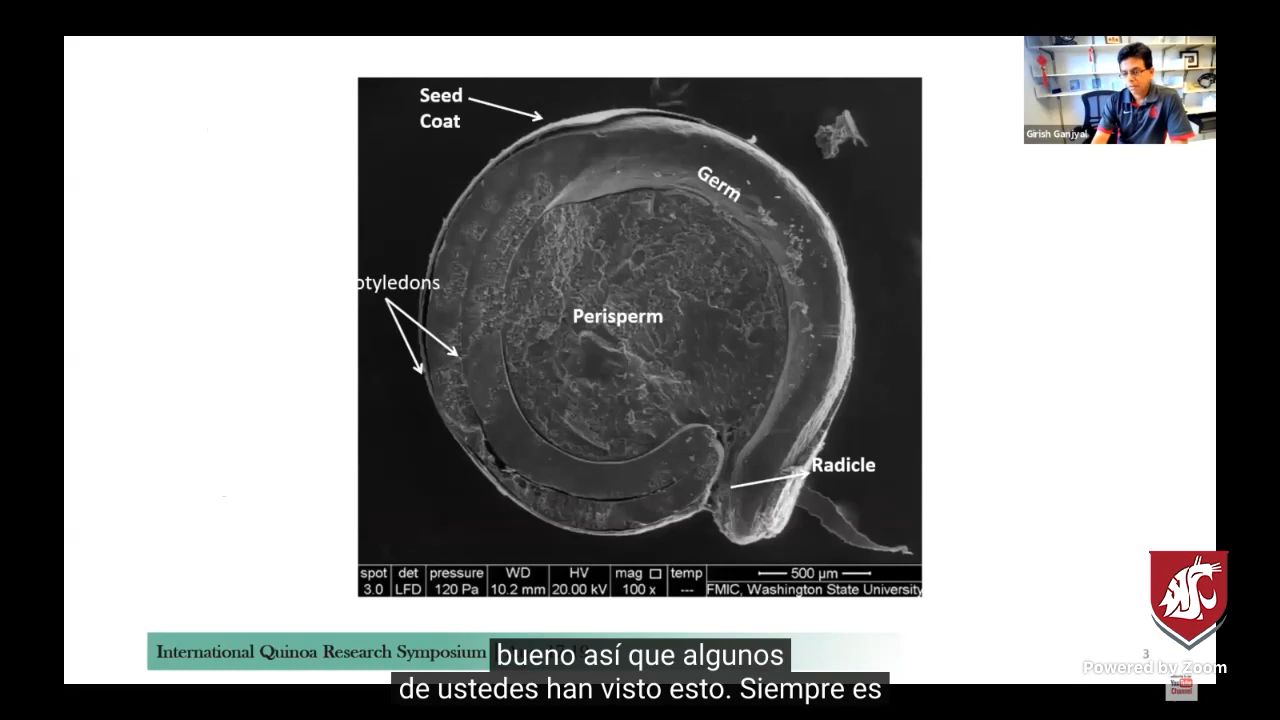 Seed
Coat
Girish Ganjyal
Germ
otyledons
Perisperm
Radicle
spot det pressure WD HV mag temp 500 µm
3.0 LFD 120 Pa 10.2 mm 20.00 kV 100 x --- FMIC, Washington State University
International Quinoa Research Symposium
bueno así que algunos
de ustedes han visto esto. Siempre es
3
Powered by Zoom
YouTube
Channel